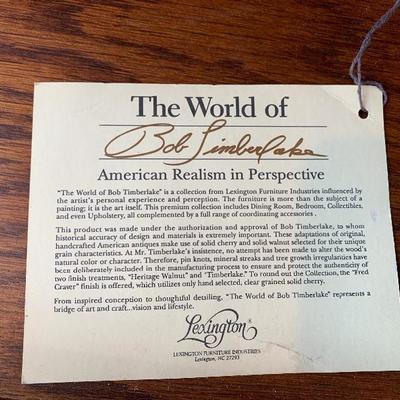 The World of
Bob Timberlake
American Realism in Perspective
"The World of Bob Timberlake" is a collection from Lexington Furniture Industries influenced by
the artist's personal experience and perception. The furniture is more than the subject of a
painting; it is the art itself. This premium collection includes Dining Room, Bedroom, Collectibles,
and even Upholstery, all complemented by a full range of coordinating accessories.
This product was made under the authorization and approval of Bob Timberlake, to whom
historical accuracy of design and materials is extremely important. These adaptations of original,
handcrafted American antiques make use of solid cherry and solid walnut selected for their unique
grain characteristics. At Mr. Timberlake's insistence, no attempt has been made to alter the wood's
natural color or character. Therefore, pin knots, mineral streaks and tree growth irregularities have
been deliberately included in the manufacturing process to ensure and protect the authenticity of
two finish treatments, "Heritage Walnut" and "Timberlake." To round out the Collection, the "Fred
Craver" finish is offered, which utilizes only hand selected, clear grained solid cherry.
From inspired conception to thoughtful detailing, "The World of Bob Timberlake" represents a
bridge of art and craft...vision and lifestyle.
Lexington
LEXINGTON FURNITURE INDUSTRIES
Lexington, NC 27293